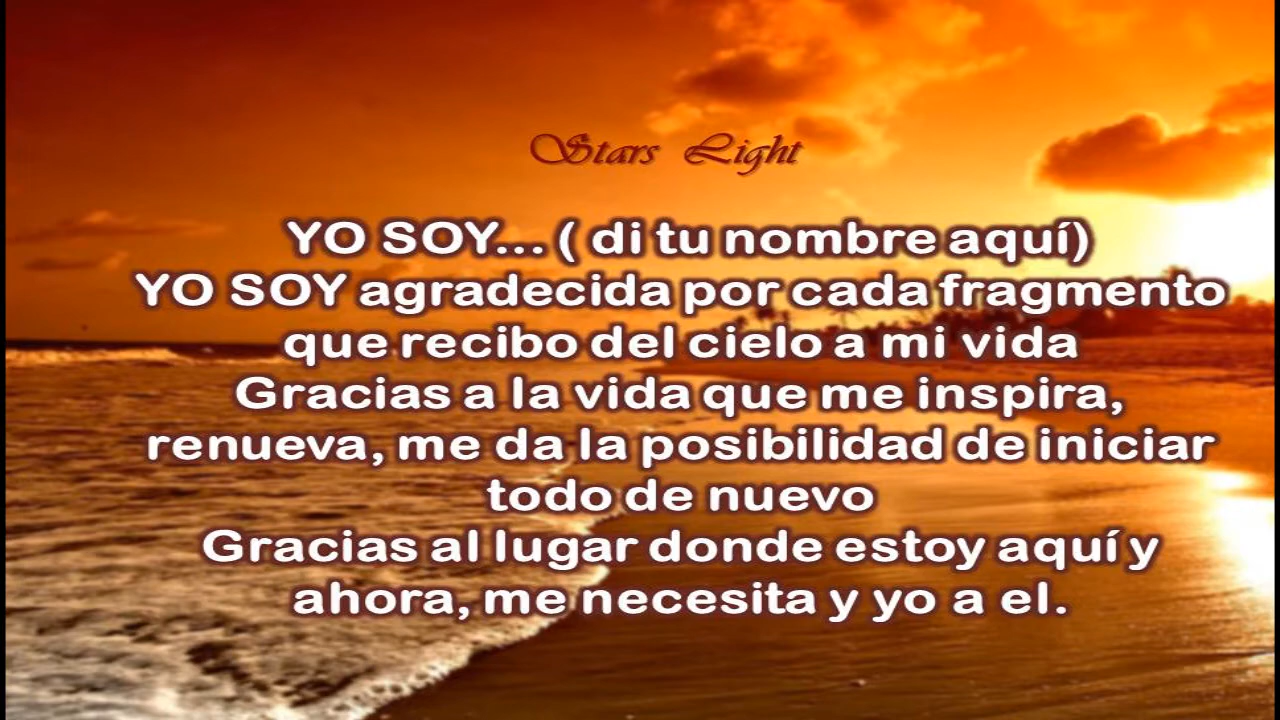 Stars Light
YO SOY... ( di tu nombre aquí)
YO SOY agradecida por cada fragmento
que recibo del cielo a mi vida
Gracias a la vida que me inspira,
renueva, me da la posibilidad de iniciar
todo de nuevo
Gracias al lugar donde estoy aquí y
ahora, me necesita y yo a el.